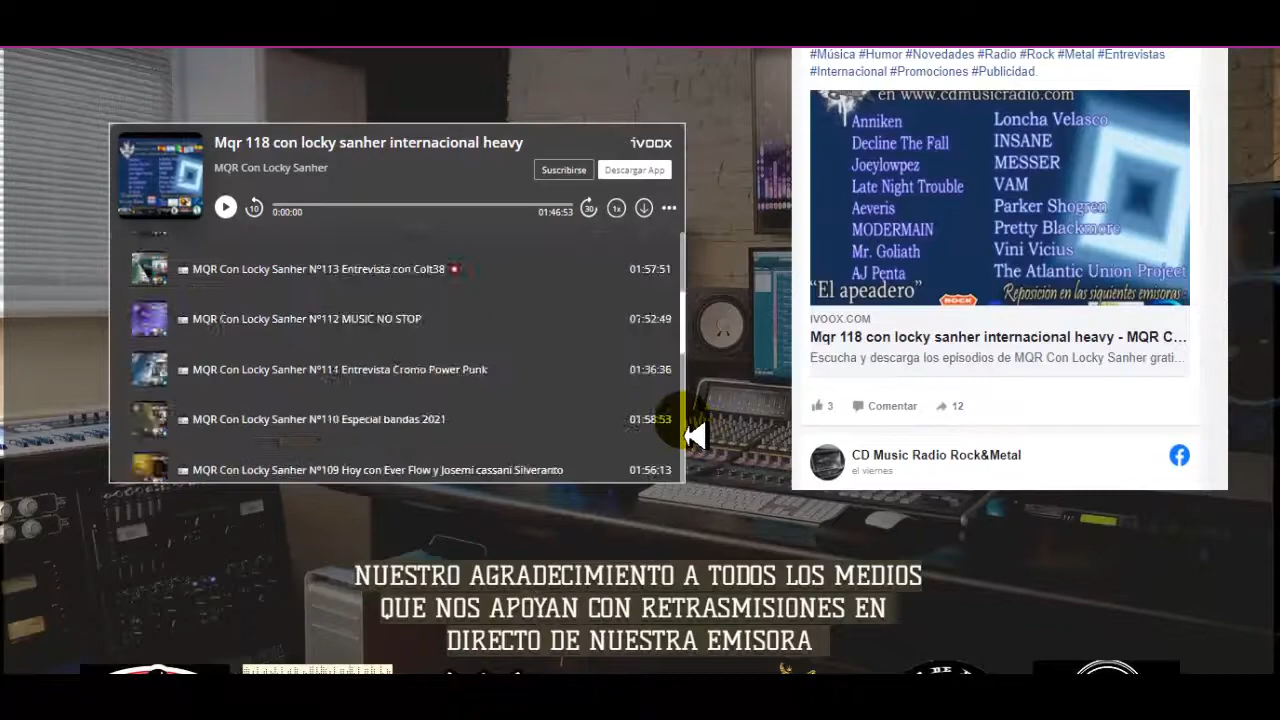 Mqr 118 con locky sanher internacional heavy
ivoox
MQR Con Locky Sanher
Suscribirse
Descargar App
10
0:00:00
01:46:53
30
1x
MQR Con Locky Sanher Nº113 Entrevista con Colt38
01:57:51
MQR Con Locky Sanher Nº112 MUSIC NO STOP
01:52:49
MQR Con Locky Sanher Nº111 Entrevista Cromo Power Punk
01:36:36
MQR Con Locky Sanher Nº110 Especial bandas 2021
01:58:53
MQR Con Locky Sanher Nº109 Hoy con Ever Flow y Josemi cassani Silveranto
01:56:13
#Música #Humor #Novedades #Radio #Rock #Metal #Entrevistas
#Internacional #Promociones #Publicidad.
en www.cdmusicradio.com
Anniken
Decline The Fall
Joeylowpez
Late Night Trouble
Aeveris
MODERMAIN
Mr. Goliath
AJ Penta
Loncha Velasco
INSANE
MESSER
VAM
Parker Shogren
Pretty Blackmore
Vini Vicius
The Atlantic Union Project
"El apeadero"
ROCK
Reposición en las siguientes emisoras:
IVOOX.COM
Mqr 118 con locky sanher internacional heavy - MQR C...
Escucha y descarga los episodios de MQR Con Locky Sanher grati...
3
Comentar
12
CD Music Radio Rock&Metal
el viernes
NUESTRO AGRADECIMIENTO A TODOS LOS MEDIOS
QUE NOS APOYAN CON RETRASMISIONES EN
DIRECTO DE NUESTRA EMISORA
DE